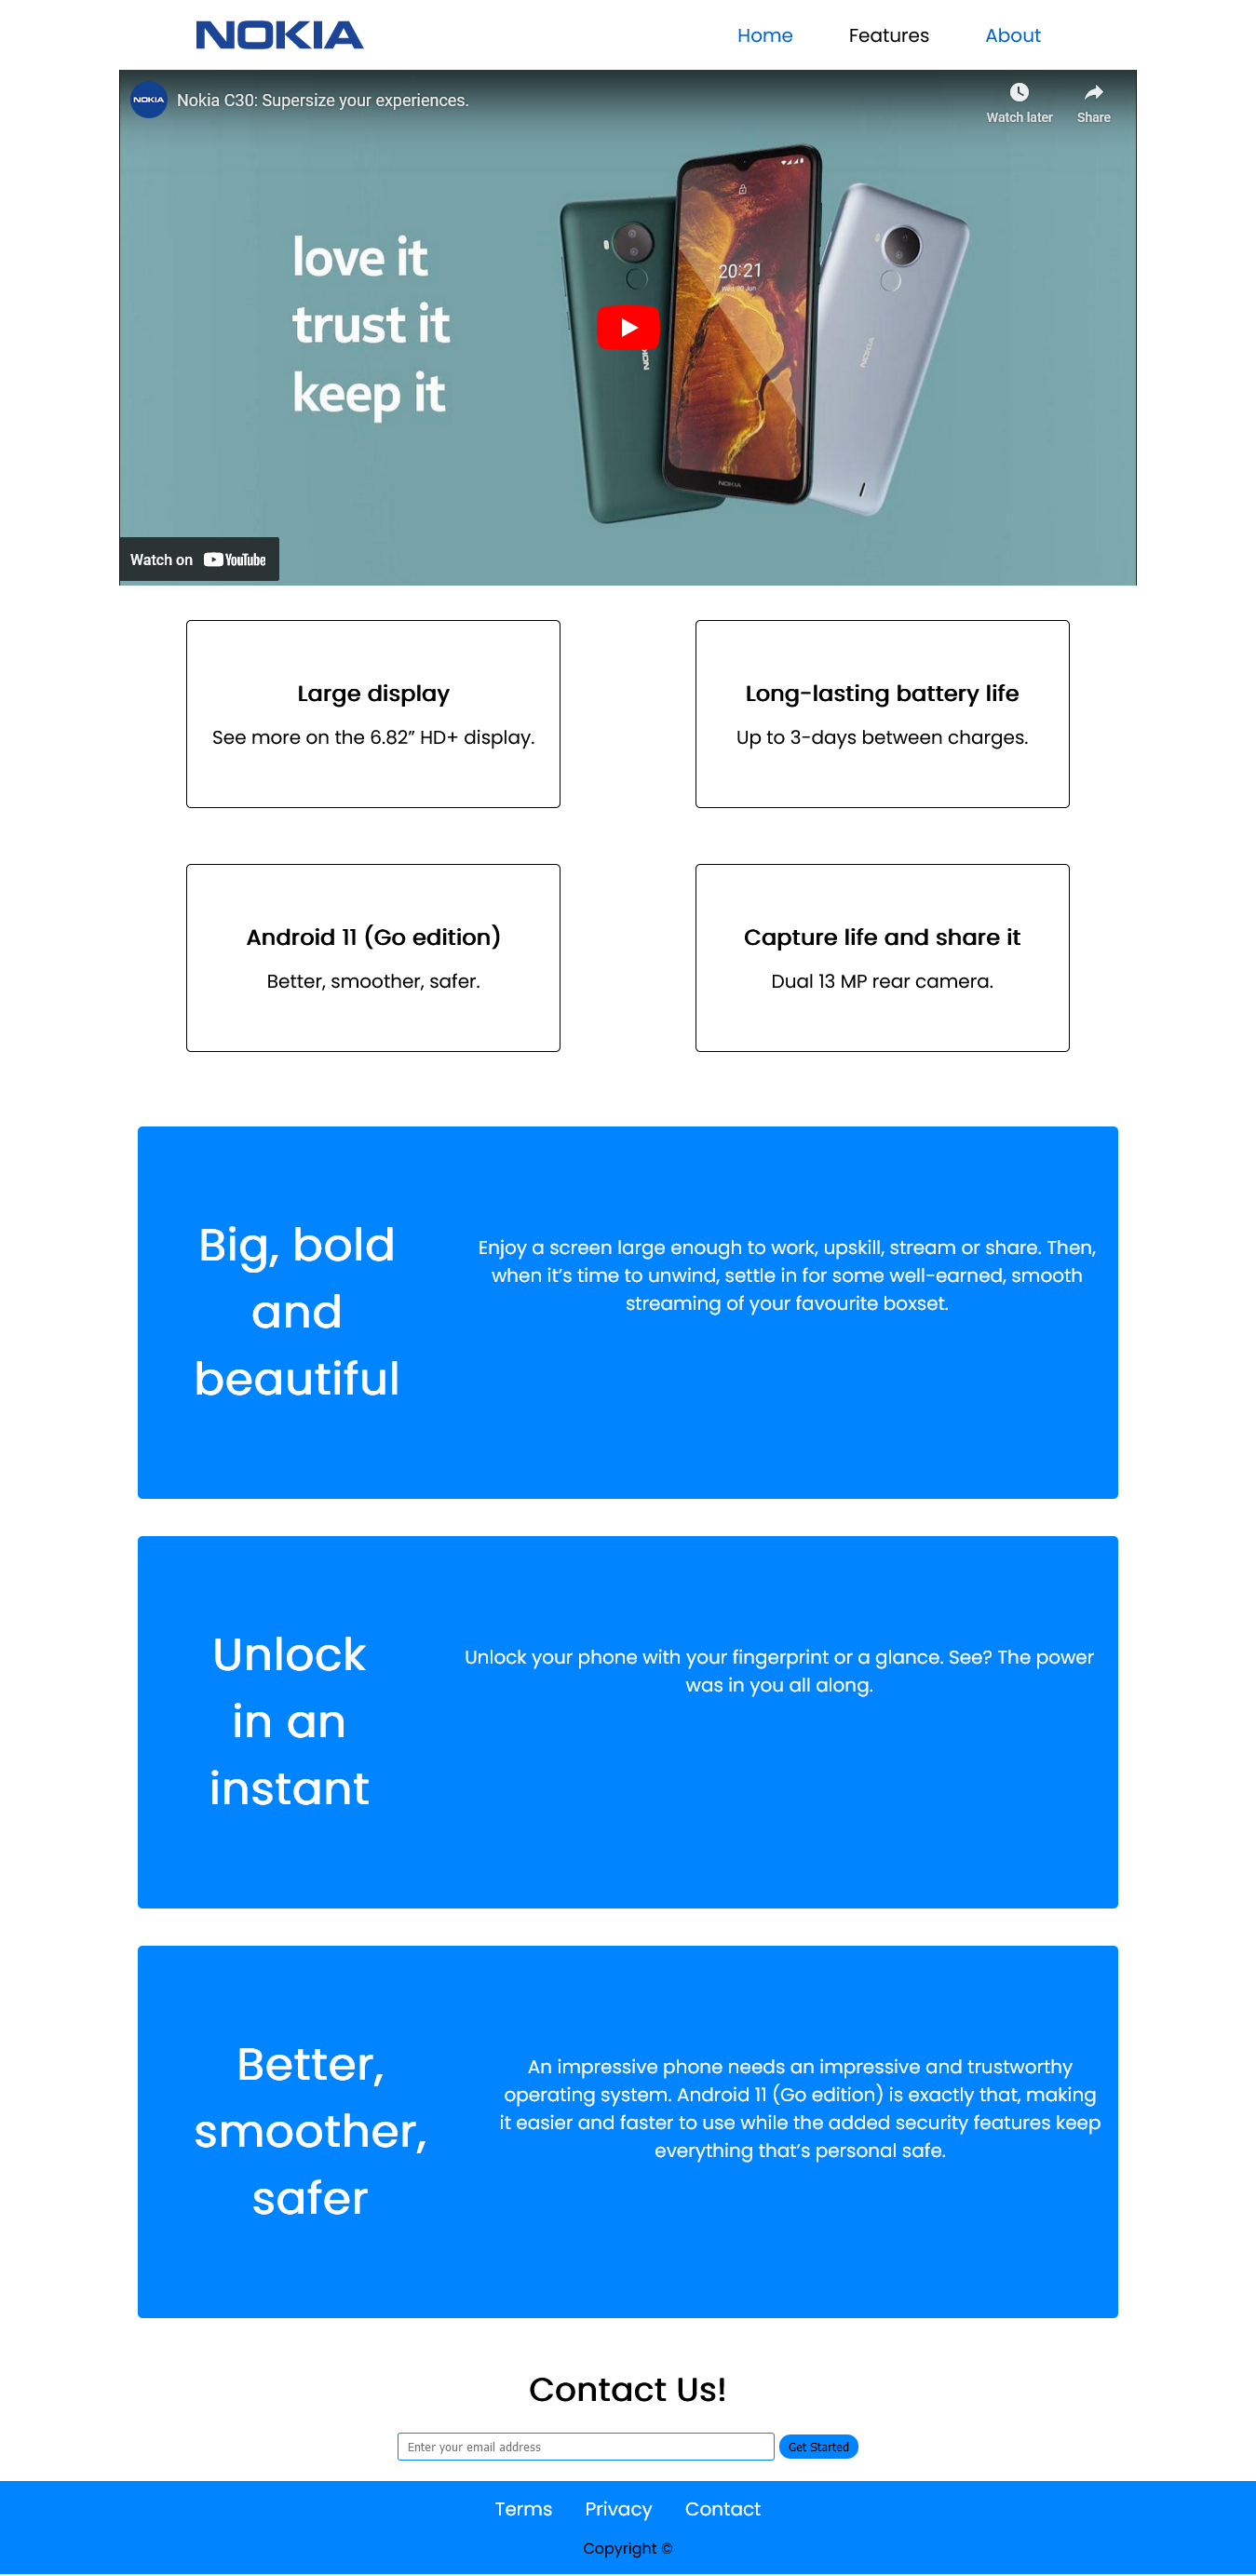 NOKIA
Home
Features
About
NOKIA
Nokia C30: Supersize your experiences.
Watch later
Share
love it
trust it
keep it
20:21
Wed, 30 Jun
NOKIA
NOKIA
NOKIA
Watch on YouTube
Large display
See more on the 6.82” HD+ display.
Long-lasting battery life
Up to 3-days between charges.
Android 11 (Go edition)
Better, smoother, safer.
Capture life and share it
Dual 13 MP rear camera.
Big, bold
and
beautiful
Enjoy a screen large enough to work, upskill, stream or share. Then,
when it’s time to unwind, settle in for some well-earned, smooth
streaming of your favourite boxset.
Unlock
in an
instant
Unlock your phone with your fingerprint or a glance. See? The power
was in you all along.
Better,
smoother,
safer
An impressive phone needs an impressive and trustworthy
operating system. Android 11 (Go edition) is exactly that, making
it easier and faster to use while the added security features keep
everything that’s personal safe.
Contact Us!
Enter your email address
Get Started
Terms
Privacy
Contact
Copyright ©